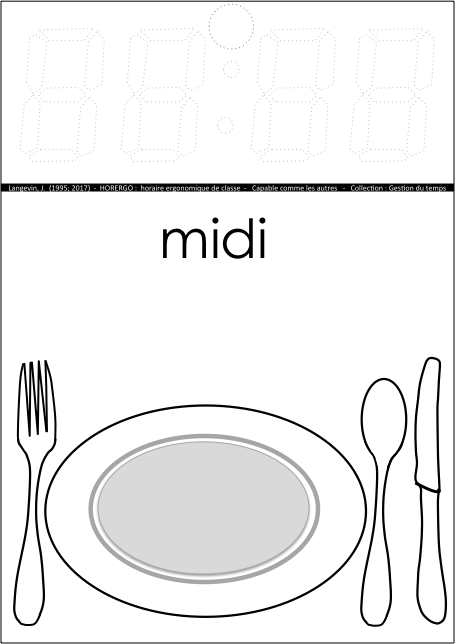 Langevin, J. (1995; 2017) - HORERGO : horaire ergonomique de classe - Capable comme les autres - Collection : Gestion du temps
midi